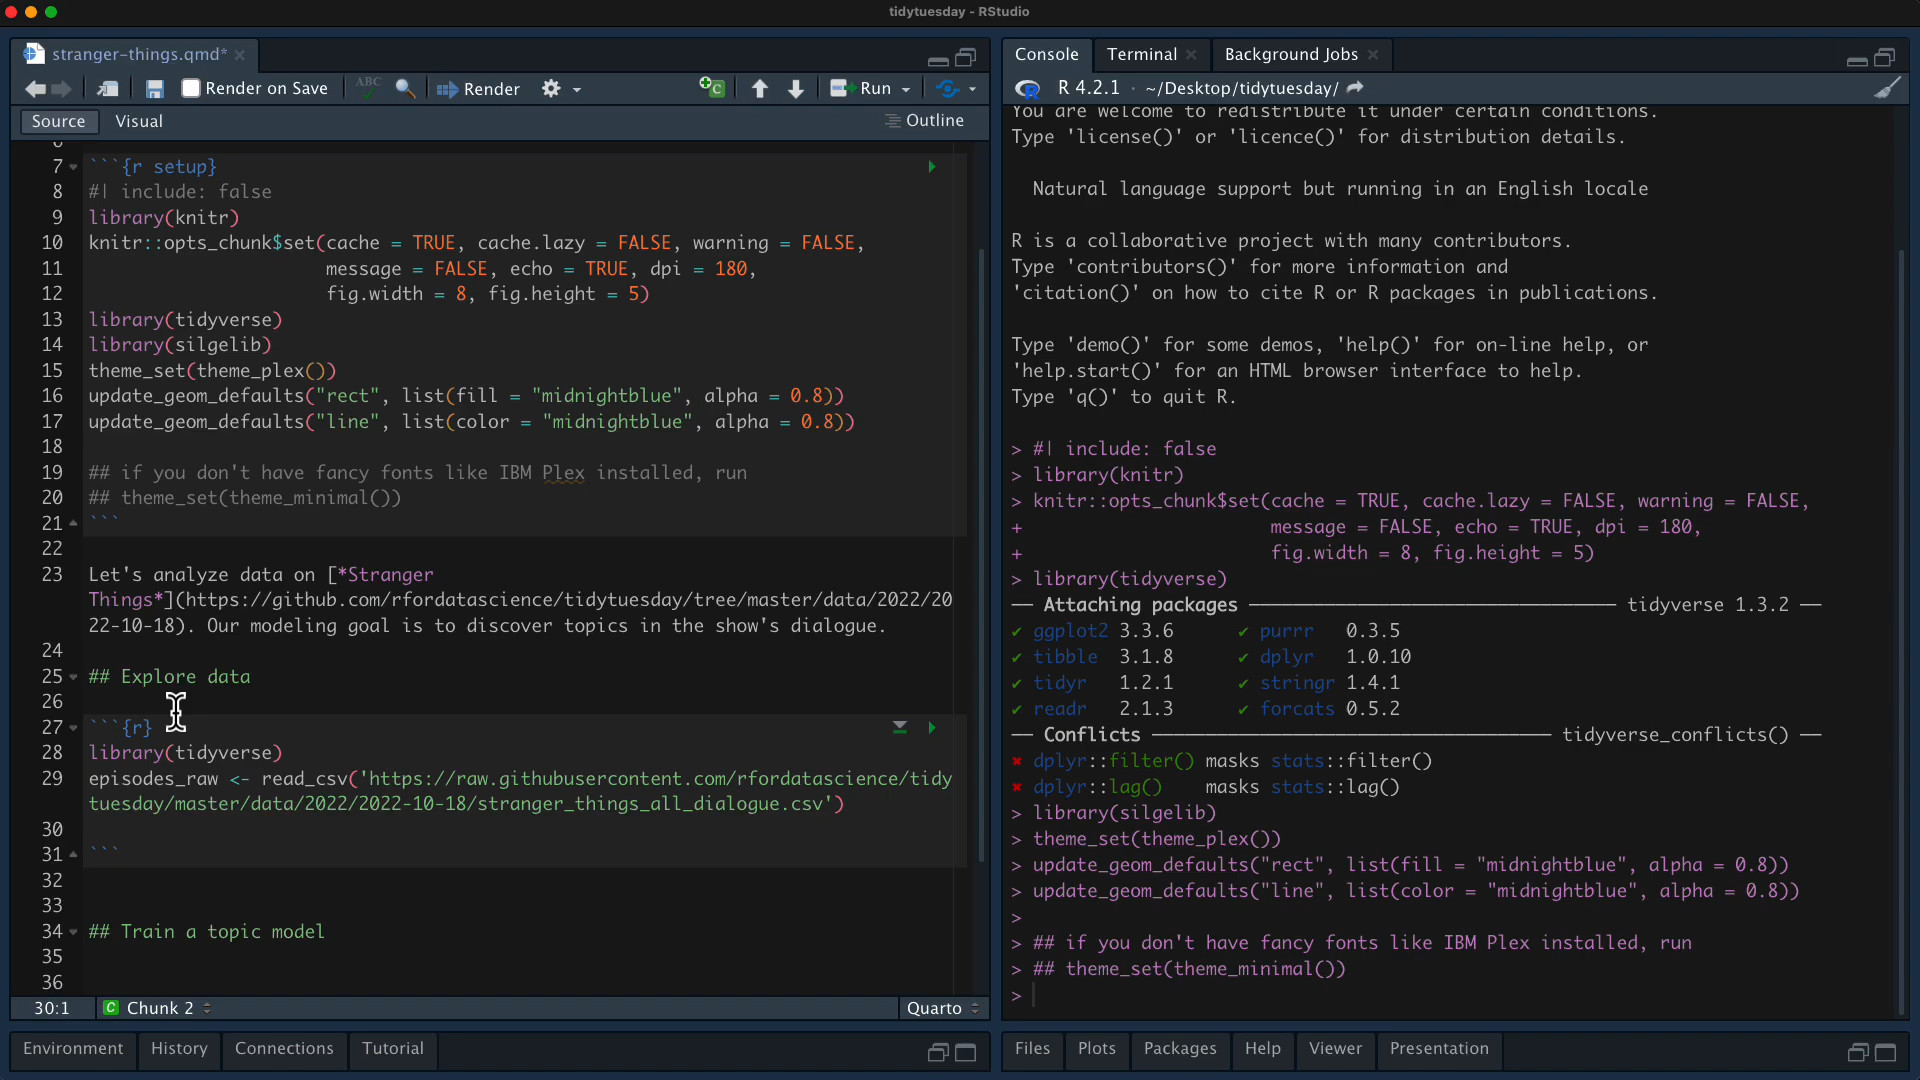 tidytuesday - RStudio
stranger-things.qmd*
Render on Save
ABC
Render
Run
Source
Visual
Outline
6
7 ```{r setup}
8 #| include: false
9 library(knitr)
10 knitr::opts_chunk$set(cache = TRUE, cache.lazy = FALSE, warning = FALSE,
11 message = FALSE, echo = TRUE, dpi = 180,
12 fig.width = 8, fig.height = 5)
13 library(tidyverse)
14 library(silgelib)
15 theme_set(theme_plex())
16 update_geom_defaults("rect", list(fill = "midnightblue", alpha = 0.8))
17 update_geom_defaults("line", list(color = "midnightblue", alpha = 0.8))
18
19 ## if you don't have fancy fonts like IBM Plex installed, run
20 ## theme_set(theme_minimal())
21 ```
22
23 Let's analyze data on [*Stranger
Things*](https://github.com/rfordatascience/tidytuesday/tree/master/data/2022/20
22-10-18). Our modeling goal is to discover topics in the show's dialogue.
24
25 ## Explore data
26
27 ```{r}
28 library(tidyverse)
29 episodes_raw <- read_csv('https://raw.githubusercontent.com/rfordatascience/tidy
tuesday/master/data/2022/2022-10-18/stranger_things_all_dialogue.csv')
30
31 ```
32
33
34 ## Train a topic model
35
36
30:1
C Chunk 2
Quarto
Environment
History
Connections
Tutorial
Console
Terminal
Background Jobs
R 4.2.1 · ~/Desktop/tidytuesday/
You are welcome to redistribute it under certain conditions.
Type 'license()' or 'licence()' for distribution details.
Natural language support but running in an English locale
R is a collaborative project with many contributors.
Type 'contributors()' for more information and
'citation()' on how to cite R or R packages in publications.
Type 'demo()' for some demos, 'help()' for on-line help, or
'help.start()' for an HTML browser interface to help.
Type 'q()' to quit R.
> #| include: false
> library(knitr)
> knitr::opts_chunk$set(cache = TRUE, cache.lazy = FALSE, warning = FALSE,
+ message = FALSE, echo = TRUE, dpi = 180,
+ fig.width = 8, fig.height = 5)
> library(tidyverse)
── Attaching packages ── tidyverse 1.3.2 ──
✔ ggplot2 3.3.6 ✔ purrr 0.3.5
✔ tibble 3.1.8 ✔ dplyr 1.0.10
✔ tidyr 1.2.1 ✔ stringr 1.4.1
✔ readr 2.1.3 ✔ forcats 0.5.2
── Conflicts ── tidyverse_conflicts() ──
✖ dplyr::filter() masks stats::filter()
✖ dplyr::lag() masks stats::lag()
> library(silgelib)
> theme_set(theme_plex())
> update_geom_defaults("rect", list(fill = "midnightblue", alpha = 0.8))
> update_geom_defaults("line", list(color = "midnightblue", alpha = 0.8))
>
> ## if you don't have fancy fonts like IBM Plex installed, run
> ## theme_set(theme_minimal())
>
Files
Plots
Packages
Help
Viewer
Presentation